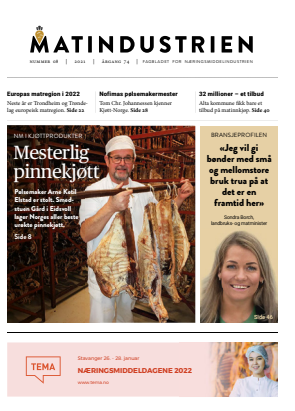 MATINDUSTRIEN
NUMMER 08 | 2021 | ÅRGANG 74 | FAGBLADET FOR NÆRINGSMIDDELINDUSTRIEN
Europas matregion i 2022
Neste år er Trondheim og Trøndelag
europeisk matregion. Side 22
Nofimas pølsemakermester
Tom Chr. Johannessen kjenner
Kjøtt-Norge. Side 28
32 millioner – et tilbud
Alta kommune fikk bare et
tilbud på matinnkjøp. Side 40
NM I KJØTTPRODUKTER
Mesterlig
pinnekjøtt
Pølsemaker Arne Ketil
Elstad er stolt. Smed-
stuen Gård i Eidsvoll
lager Norges aller beste
urøkte pinnekjøtt.
Side 8
BRANSJEPROFILEN
«Jeg vil gi
bønder med små
og mellomstore
bruk trua på at
det er en
framtid her»
Sandra Borch,
landbruks- og matminister
Side 46
TEMA
Stavanger 26. - 28. januar
NÆRINGSMIDDELDAGENE 2022
www.tema.no